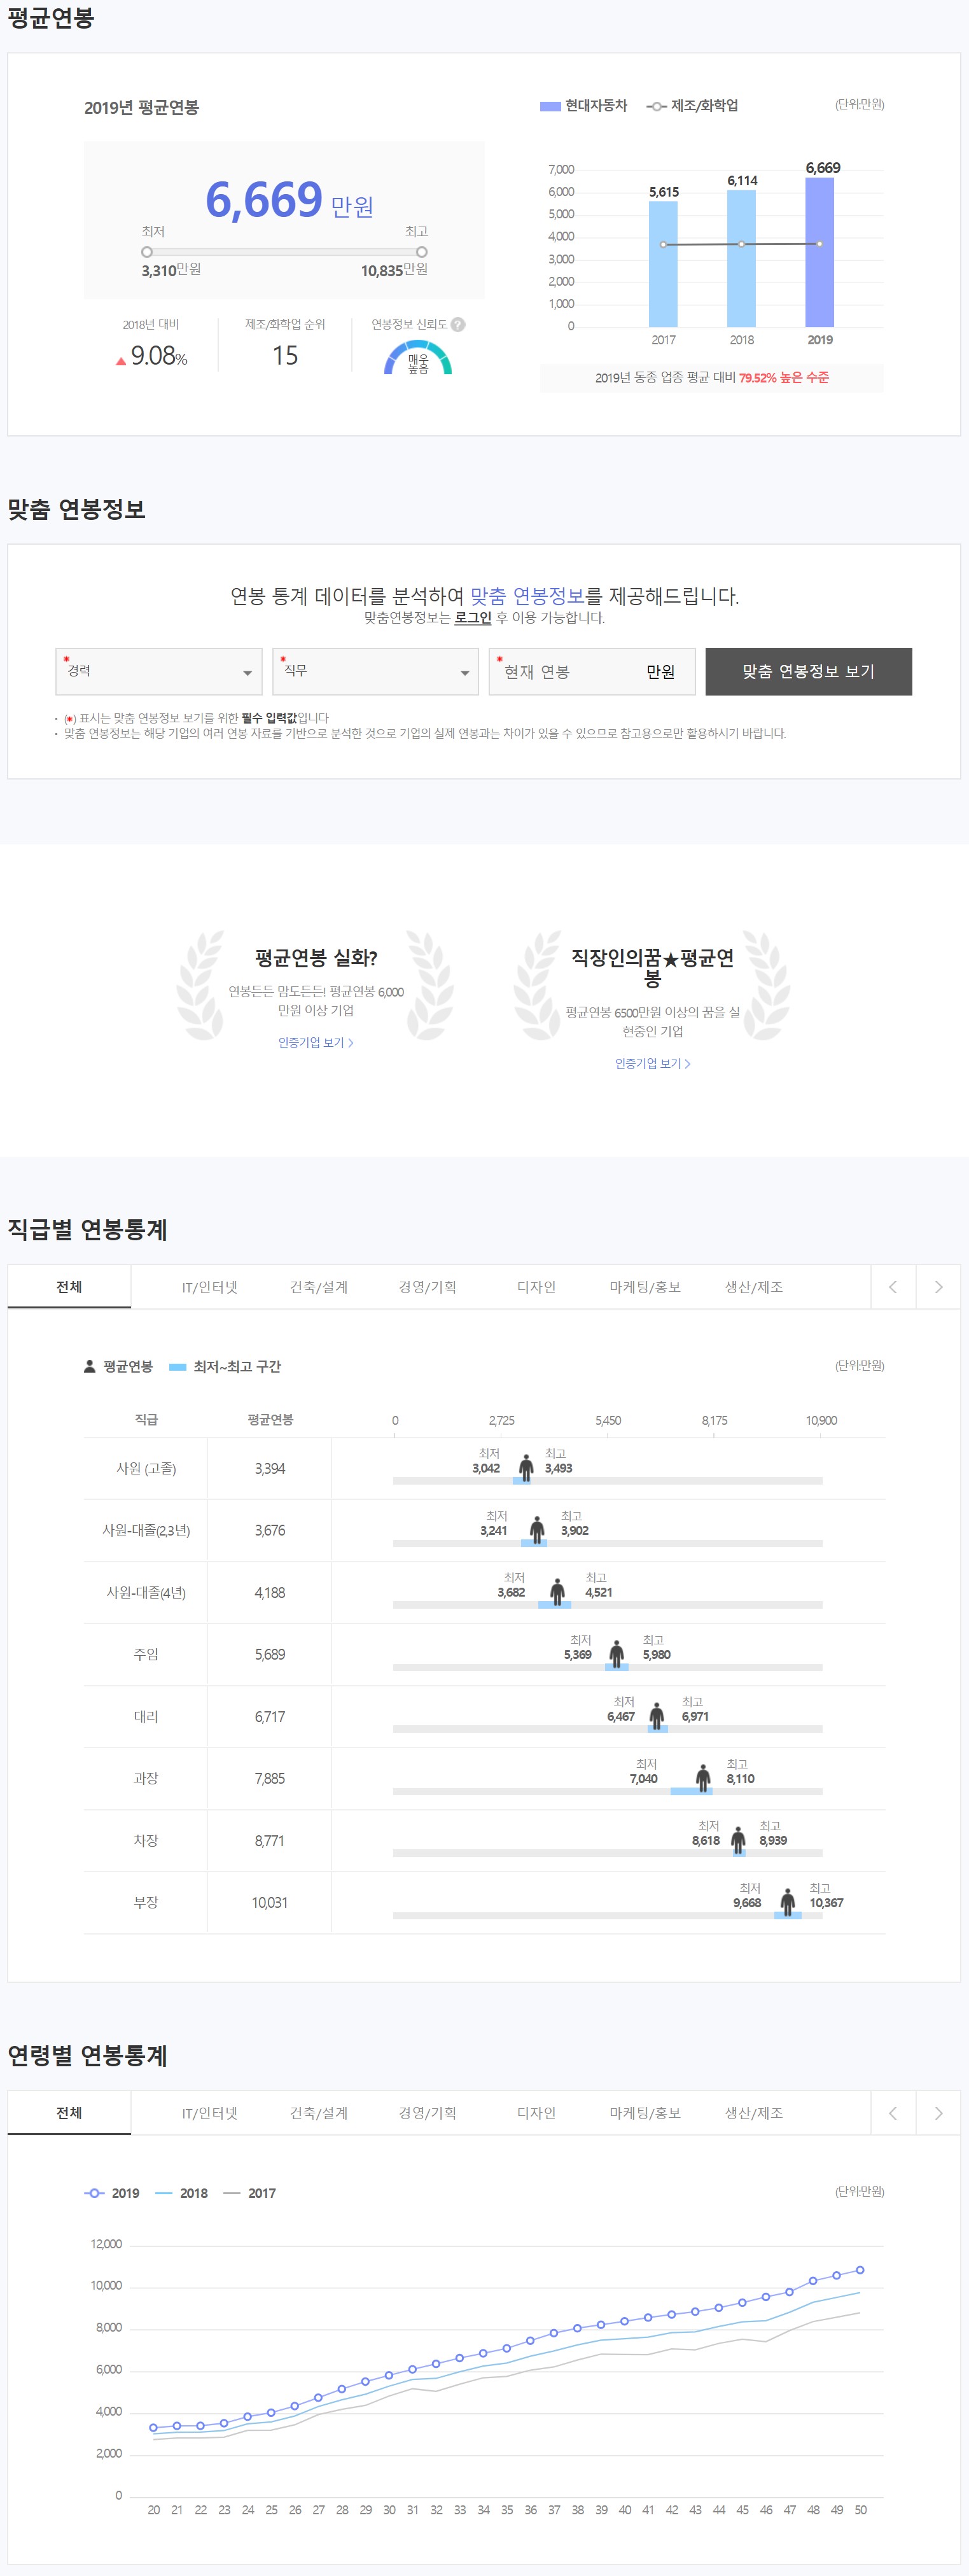 평균연봉
2019년 평균연봉
6,669 만원
최저 최고
3,310만원 10,835만원
2018년 대비 제조/화학업 순위 연봉정보 신뢰도 ?
▲ 9.08% 15 매우
높음
현대자동차 제조/화학업 (단위:만원)
7,000
6,000
5,000
4,000
3,000
2,000
1,000
0
5,615 6,114 6,669
2017 2018 2019
2019년 동종 업종 평균 대비 79.52% 높은 수준
맞춤 연봉정보
연봉 통계 데이터를 분석하여 맞춤 연봉정보를 제공해드립니다.
맞춤연봉정보는 로그인 후 이용 가능합니다.
* 경력 * 직무 * 현재 연봉 만원 맞춤 연봉정보 보기
· (*) 표시는 맞춤 연봉정보 보기를 위한 필수 입력값입니다
· 맞춤 연봉정보는 해당 기업의 여러 연봉 자료를 기반으로 분석한 것으로 기업의 실제 연봉과는 차이가 있을 수 있으므로 참고용으로만 활용하시기 바랍니다.
평균연봉 실화?
연봉든든 맘도든든! 평균연봉 6,000
만원 이상 기업
인증기업 보기 >
직장인의꿈★평균연
봉
평균연봉 6500만원 이상의 꿈을 실
현중인 기업
인증기업 보기 >
직급별 연봉통계
전체 IT/인터넷 건축/설계 경영/기획 디자인 마케팅/홍보 생산/제조 < >
평균연봉 최저~최고 구간 (단위:만원)
직급 평균연봉 0 2,725 5,450 8,175 10,900
사원 (고졸) 3,394 최저 3,042 최고 3,493
사원-대졸(2,3년) 3,676 최저 3,241 최고 3,902
사원-대졸(4년) 4,188 최저 3,682 최고 4,521
주임 5,689 최저 5,369 최고 5,980
대리 6,717 최저 6,467 최고 6,971
과장 7,885 최저 7,040 최고 8,110
차장 8,771 최저 8,618 최고 8,939
부장 10,031 최저 9,668 최고 10,367
연령별 연봉통계
전체 IT/인터넷 건축/설계 경영/기획 디자인 마케팅/홍보 생산/제조 < >
2019 2018 2017 (단위:만원)
12,000
10,000
8,000
6,000
4,000
2,000
0
20 21 22 23 24 25 26 27 28 29 30 31 32 33 34 35 36 37 38 39 40 41 42 43 44 45 46 47 48 49 50